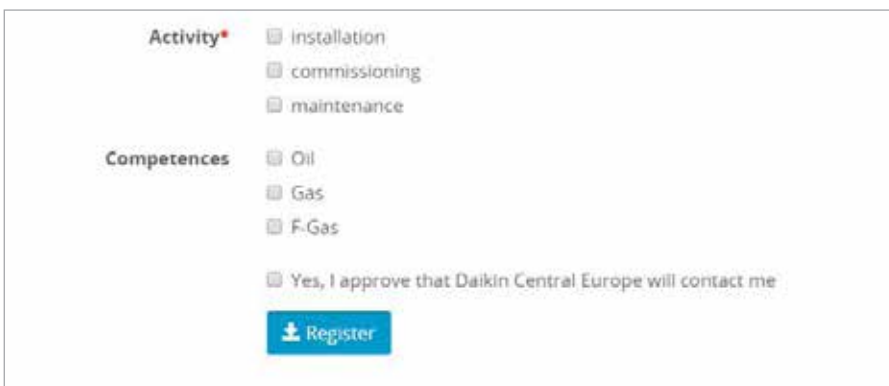 Activity* installation
commissioning
maintenance
Competences Oil
Gas
F-Gas
Yes, I approve that Daikin Central Europe will contact me
Register